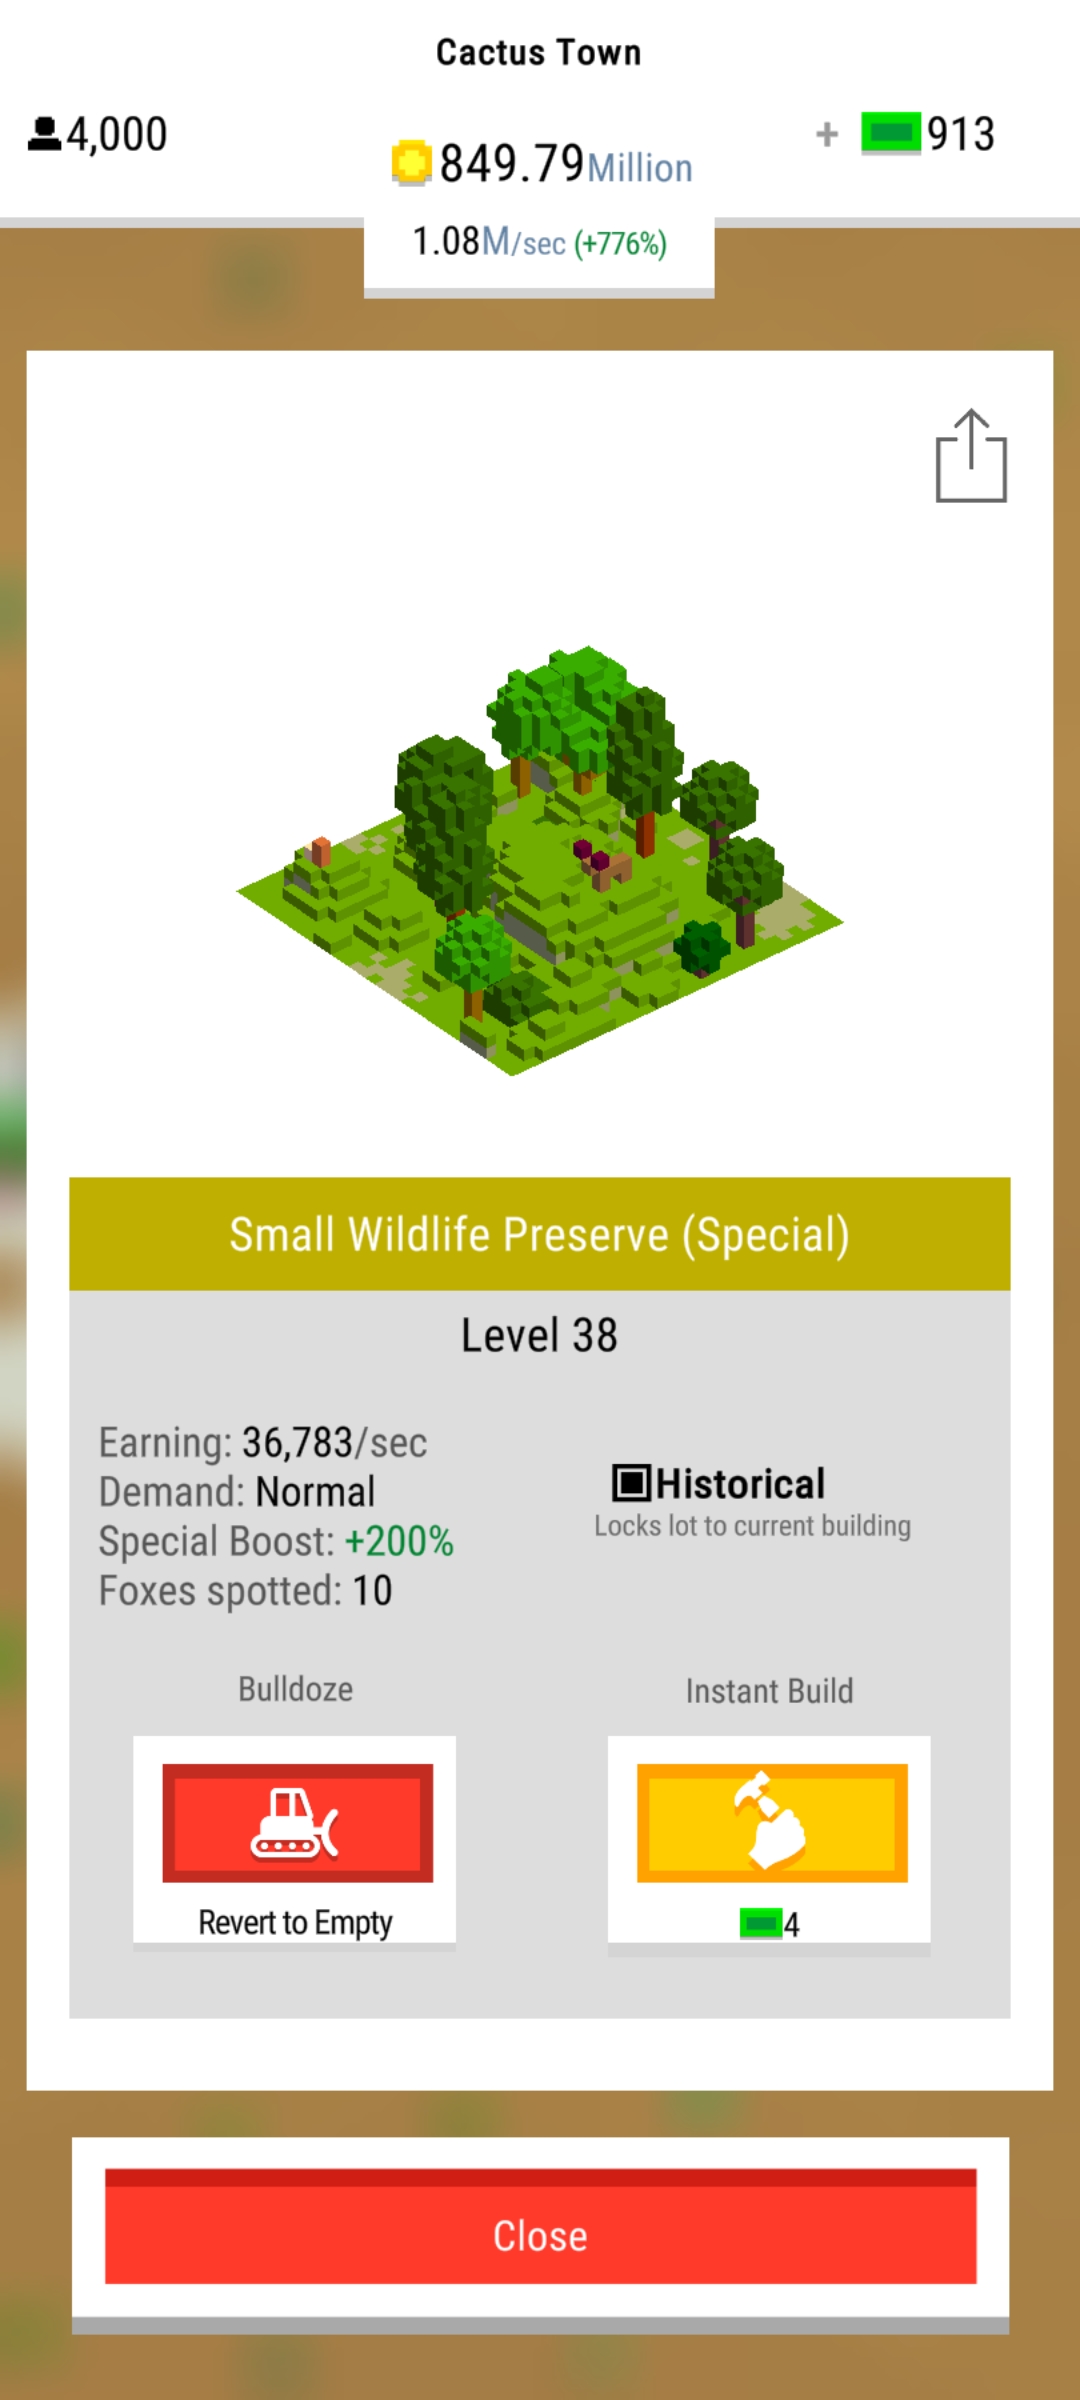 Cactus Town
4,000
849.79Million
+ 913
1.08M/sec (+776%)
Small Wildlife Preserve (Special)
Level 38
Earning: 36,783/sec
Demand: Normal
Special Boost: +200%
Foxes spotted: 10
Historical
Locks lot to current building
Bulldoze
Revert to Empty
Instant Build
4
Close